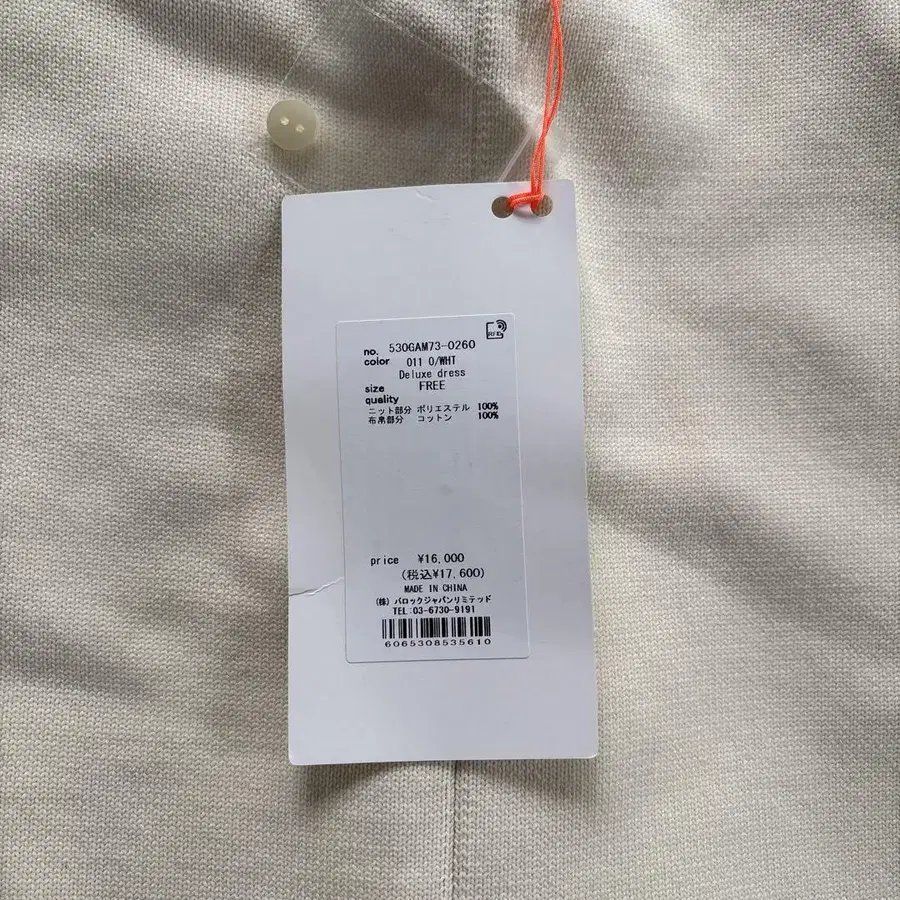 RFID
no. 530GAM73-0260
color 011 O/WHT
Deluxe dress
size FREE
quality
ニット部分 ポリエステル 100%
布帛部分 コットン 100%
price ¥16,000
(税込¥17,600)
MADE IN CHINA
(株) バロックジャパンリミテッド
TEL:03-6730-9191
6065308535610